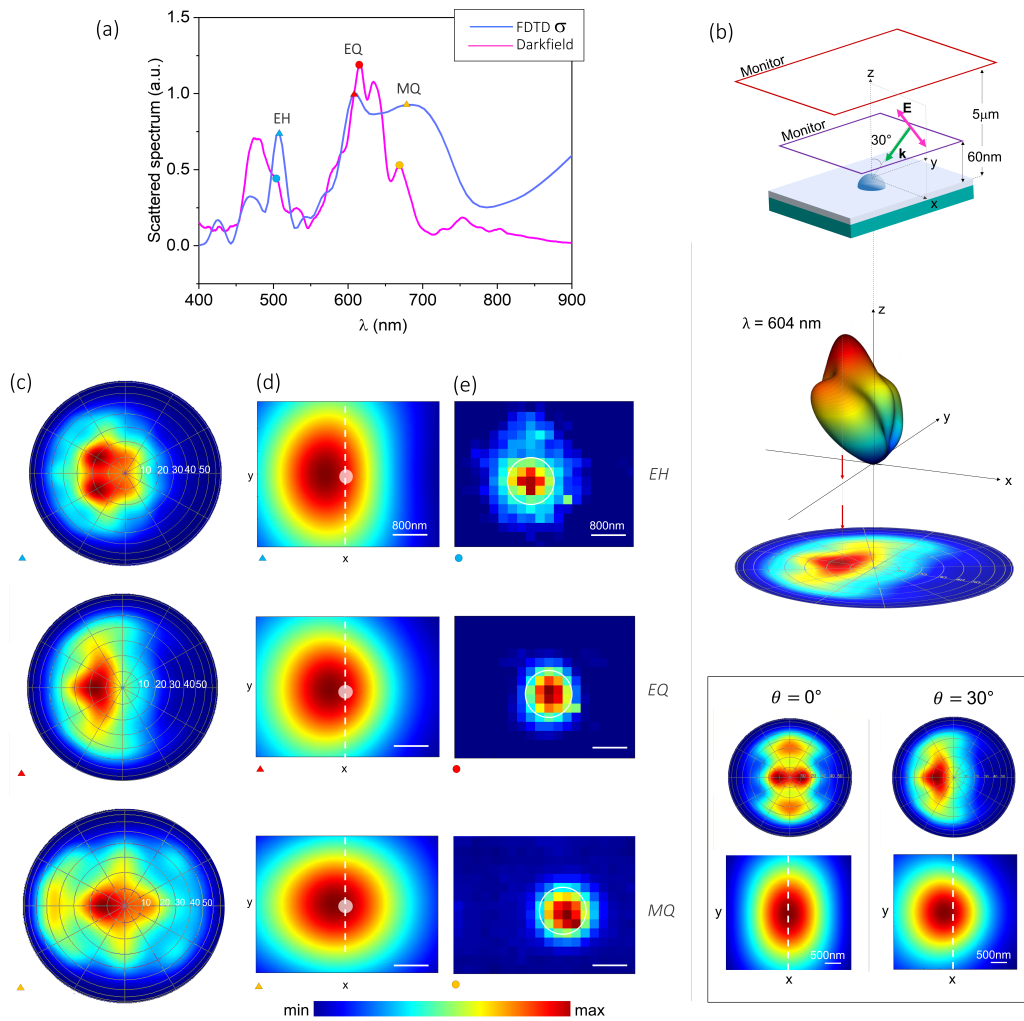 (a)
FDTD σ
Darkfield
1.5
1.0
0.5
0.0
Scattered spectrum (a.u.)
EH
EQ
MQ
400
500
600
700
800
900
λ (nm)
(b)
Monitor
z
E
5μm
Monitor
30°
k
y
60nm
x
λ = 604 nm
z
y
x
(c)
10 20 30 40 50
(d)
y
800nm
x
(e)
800nm
EH
10 20 30 40 50
y
x
EQ
10 20 30 40 50
y
x
MQ
min
max
θ = 0°
θ = 30°
y
500nm
x
y
500nm
x